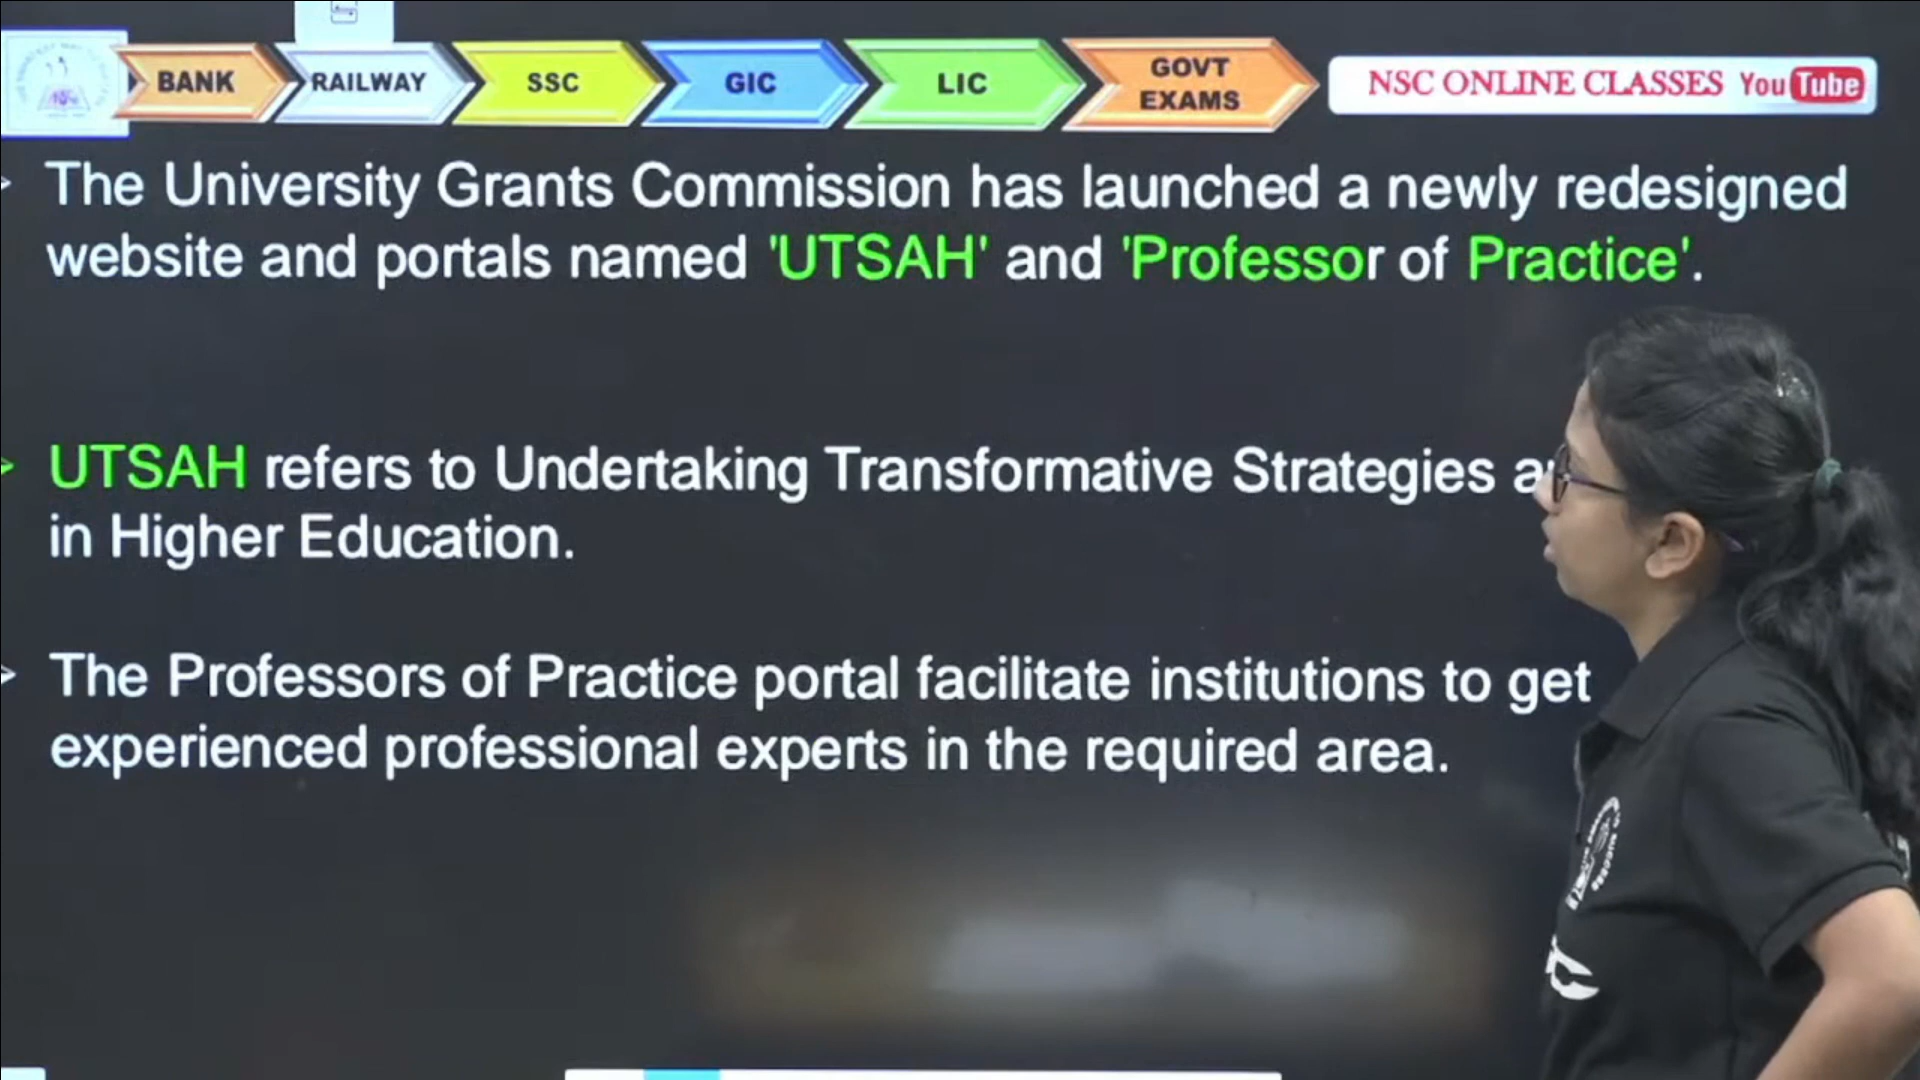 BANK
RAILWAY
SSC
GIC
LIC
GOVT
EXAMS
NSC ONLINE CLASSES YouTube
The University Grants Commission has launched a newly redesigned
website and portals named 'UTSAH' and 'Professor of Practice'.
UTSAH refers to Undertaking Transformative Strategies
in Higher Education.
The Professors of Practice portal facilitate institutions to get
experienced professional experts in the required area.